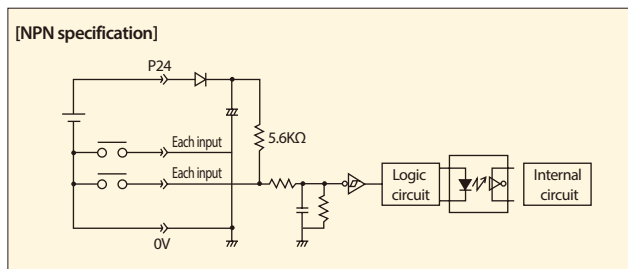 [NPN specification]
P24
5.6KΩ
Each input
Each input
Logic
circuit
Internal
circuit
0V